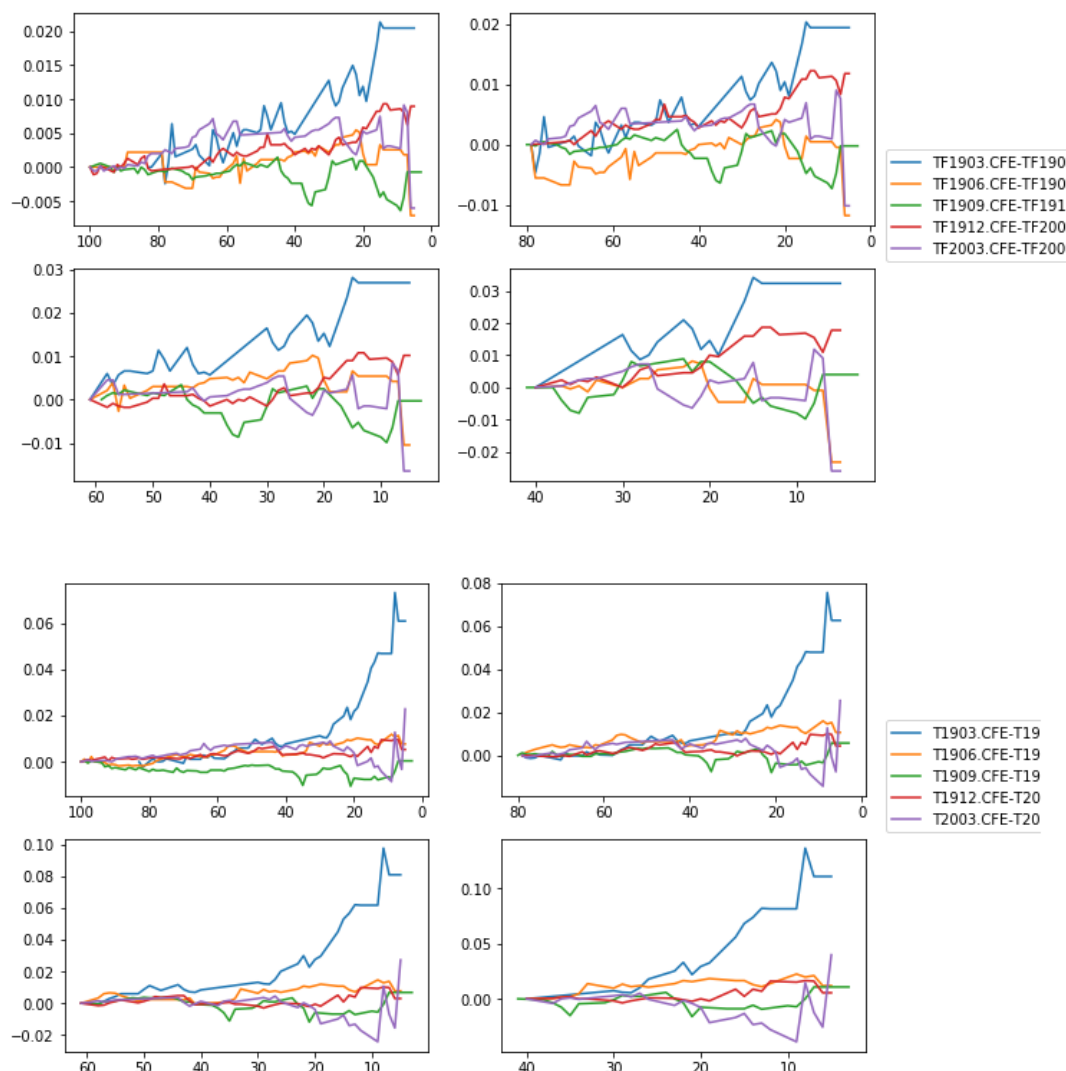 0.020
0.015
0.010
0.005
0.000
−0.005
100 80 60 40 20 0
0.02
0.01
0.00
−0.01
80 60 40 20 0
TF1903.CFE-TF190
TF1906.CFE-TF190
TF1909.CFE-TF191
TF1912.CFE-TF200
TF2003.CFE-TF200
0.03
0.02
0.01
0.00
−0.01
60 50 40 30 20 10
0.03
0.02
0.01
0.00
−0.01
−0.02
40 30 20 10
0.06
0.04
0.02
0.00
100 80 60 40 20 0
0.08
0.06
0.04
0.02
0.00
80 60 40 20 0
T1903.CFE-T19
T1906.CFE-T19
T1909.CFE-T19
T1912.CFE-T20
T2003.CFE-T20
0.10
0.08
0.06
0.04
0.02
0.00
−0.02
60 50 40 30 20 10
0.10
0.05
0.00
40 30 20 10